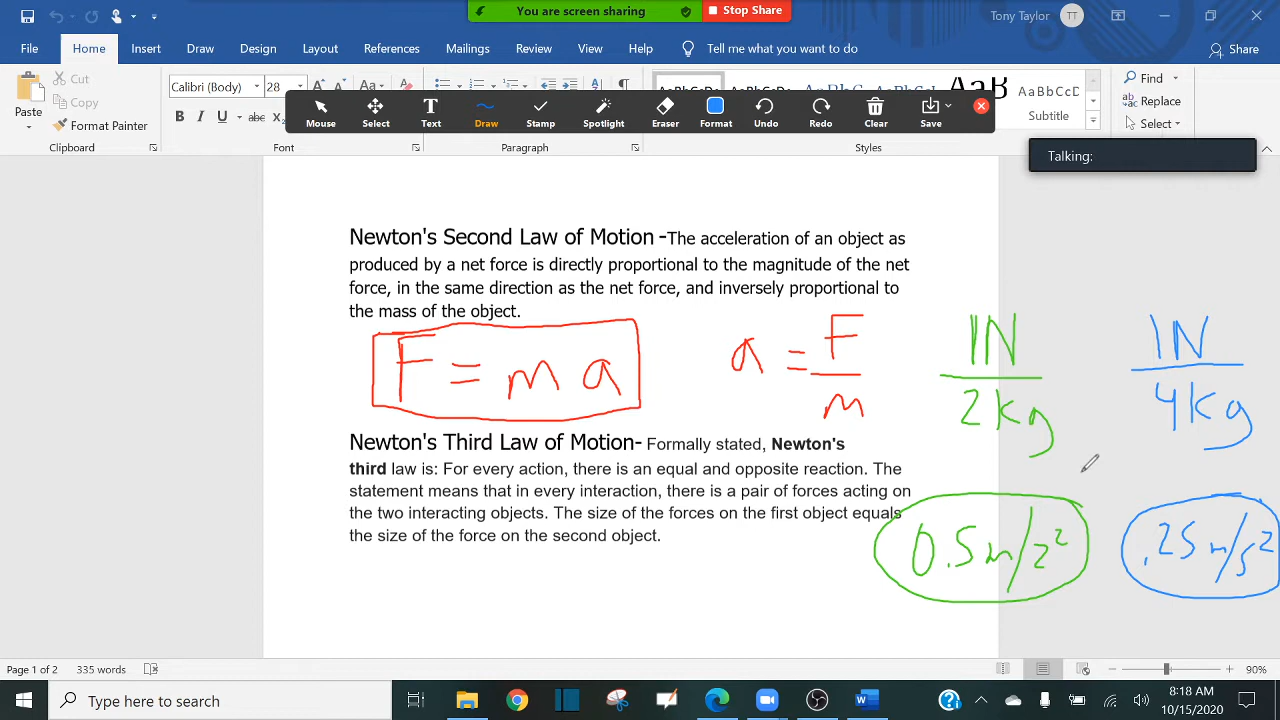 You are screen sharing
Stop Share
Tony Taylor
TT
File
Home
Insert
Draw
Design
Layout
References
Mailings
Review
View
Help
Tell me what you want to do
Share
Paste
Cut
Copy
Format Painter
Calibri (Body)
28
Aa
B I U abc X₂
AaB
AaBbCcD
Subtitle
Find
Replace
Select
Clipboard
Font
Paragraph
Styles
Mouse
Select
Text
Draw
Stamp
Spotlight
Eraser
Format
Undo
Redo
Clear
Save
Talking:
Newton's Second Law of Motion -The acceleration of an object as
produced by a net force is directly proportional to the magnitude of the net
force, in the same direction as the net force, and inversely proportional to
the mass of the object.
F = m a
a = F
m
1N
2kg
1N
4kg
Newton's Third Law of Motion- Formally stated, Newton's
third law is: For every action, there is an equal and opposite reaction. The
statement means that in every interaction, there is a pair of forces acting on
the two interacting objects. The size of the forces on the first object equals
the size of the force on the second object.
0.5m/2²
.25m/s²
Page 1 of 2
335 words
90%
Type here to search
8:18 AM
10/15/2020